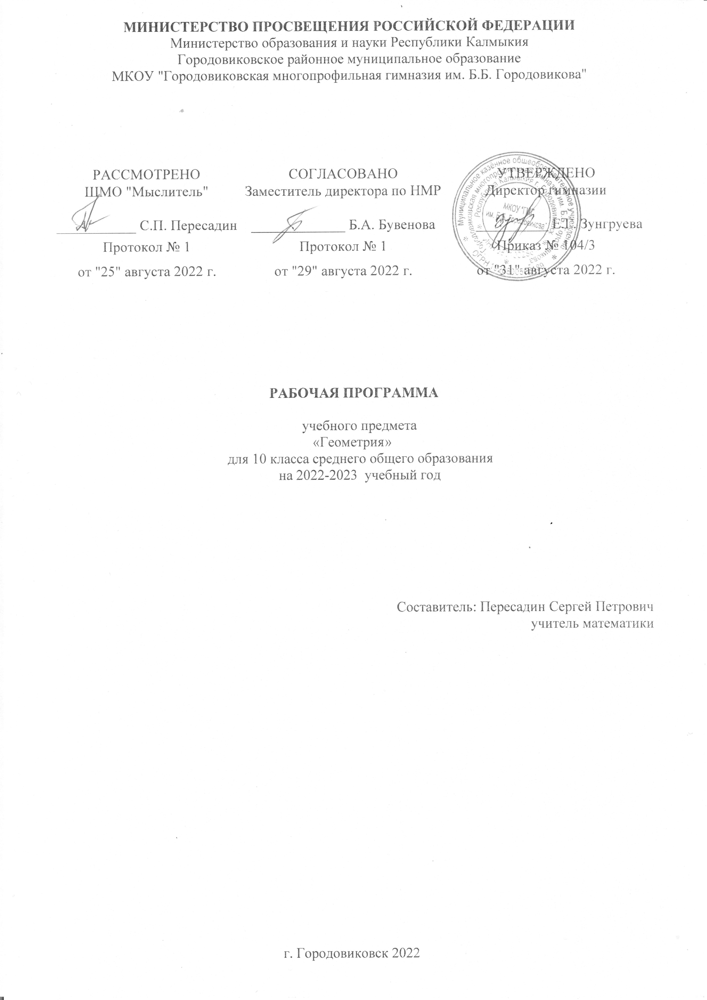 МИНИСТЕРСТВО ПРОСВЕЩЕНИЯ РОССИЙСКОЙ ФЕДЕРАЦИИ
Министерство образования и науки Республики Калмыкия
Городовиковское районное муниципальное образование
МКОУ "Городовиковская многопрофильная гимназия им. Б.Б. Городовикова"
РАССМОТРЕНО
ШМО "Мыслитель"
С.П. Пересадин
Протокол № 1
от "25" августа 2022 г.
СОГЛАСОВАНО
Заместитель директора по НМР
Б.А. Бувенова
Протокол № 1
от "29" августа 2022 г.
УТВЕРЖДЕНО
Директор гимназии
Е.Г. Зунгруева
Приказ № 104/3
от "31" августа 2022 г.
Муниципальное казённое общеобразовательное учреждение
Городовиковская многопрофильная гимназия им. Б.Б. Городовикова
Республика Калмыкия г. Городовиковск
МКОУ "ГМГ
им. Б.Б. Городовикова"
ОГРН
РАБОЧАЯ ПРОГРАММА
учебного предмета
«Геометрия»
для 10 класса среднего общего образования
на 2022-2023 учебный год
Составитель: Пересадин Сергей Петрович
учитель математики
г. Городовиковск 2022